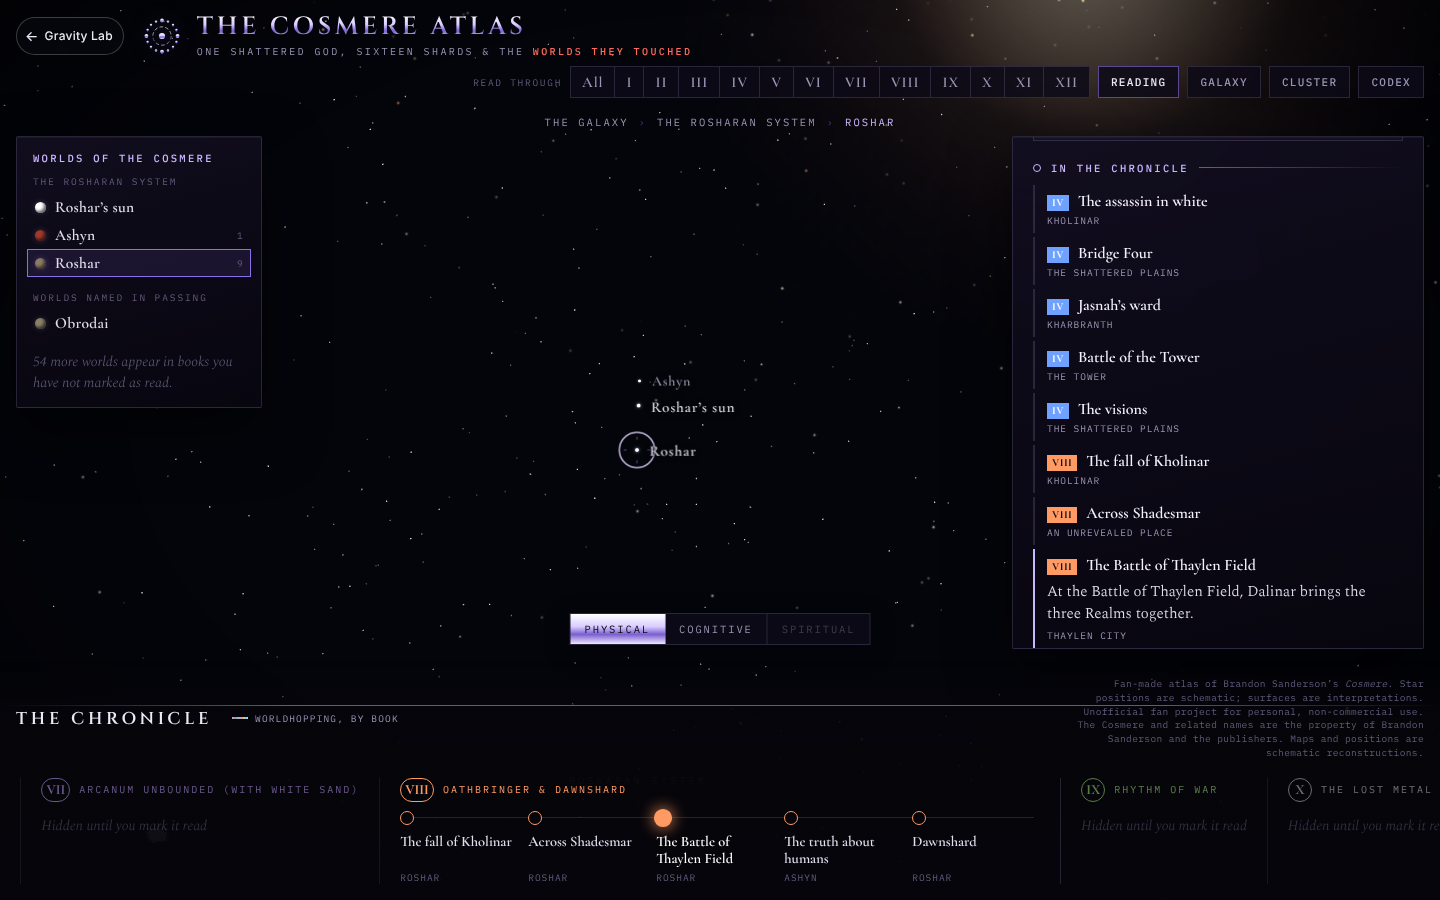 ← Gravity Lab
THE COSMERE ATLAS
ONE SHATTERED GOD, SIXTEEN SHARDS & THE WORLDS THEY TOUCHED
READ THROUGH All I II III IV V VI VII VIII IX X XI XII READING GALAXY CLUSTER CODEX
THE GALAXY › THE ROSHARAN SYSTEM › ROSHAR
WORLDS OF THE COSMERE
THE ROSHARAN SYSTEM
Roshar's sun
Ashyn 1
Roshar 9
WORLDS NAMED IN PASSING
Obrodai
54 more worlds appear in books you
have not marked as read.
Ashyn
Roshar's sun
Roshar
PHYSICAL COGNITIVE SPIRITUAL
IN THE CHRONICLE
IV The assassin in white
KHOLINAR
IV Bridge Four
THE SHATTERED PLAINS
IV Jasnah's ward
KHARBRANTH
IV Battle of the Tower
THE TOWER
IV The visions
THE SHATTERED PLAINS
VIII The fall of Kholinar
KHOLINAR
VIII Across Shadesmar
AN UNREVEALED PLACE
VIII The Battle of Thaylen Field
At the Battle of Thaylen Field, Dalinar brings the
three Realms together.
THAYLEN CITY
Fan-made atlas of Brandon Sanderson's Cosmere. Star
positions are schematic; surfaces are interpretations.
Unofficial fan project for personal, non-commercial use.
The Cosmere and related names are the property of Brandon
Sanderson and the publishers. Maps and positions are
schematic reconstructions.
THE CHRONICLE WORLDHOPPING, BY BOOK
VII ARCANUM UNBOUNDED (WITH WHITE SAND)
Hidden until you mark it read
VIII OATHBRINGER & DAWNSHARD
The fall of Kholinar
ROSHAR
Across Shadesmar
ROSHAR
The Battle of
Thaylen Field
ROSHAR
The truth about
humans
ASHYN
Dawnshard
ROSHAR
IX RHYTHM OF WAR
Hidden until you mark it read
X THE LOST METAL
Hidden until you mark it re